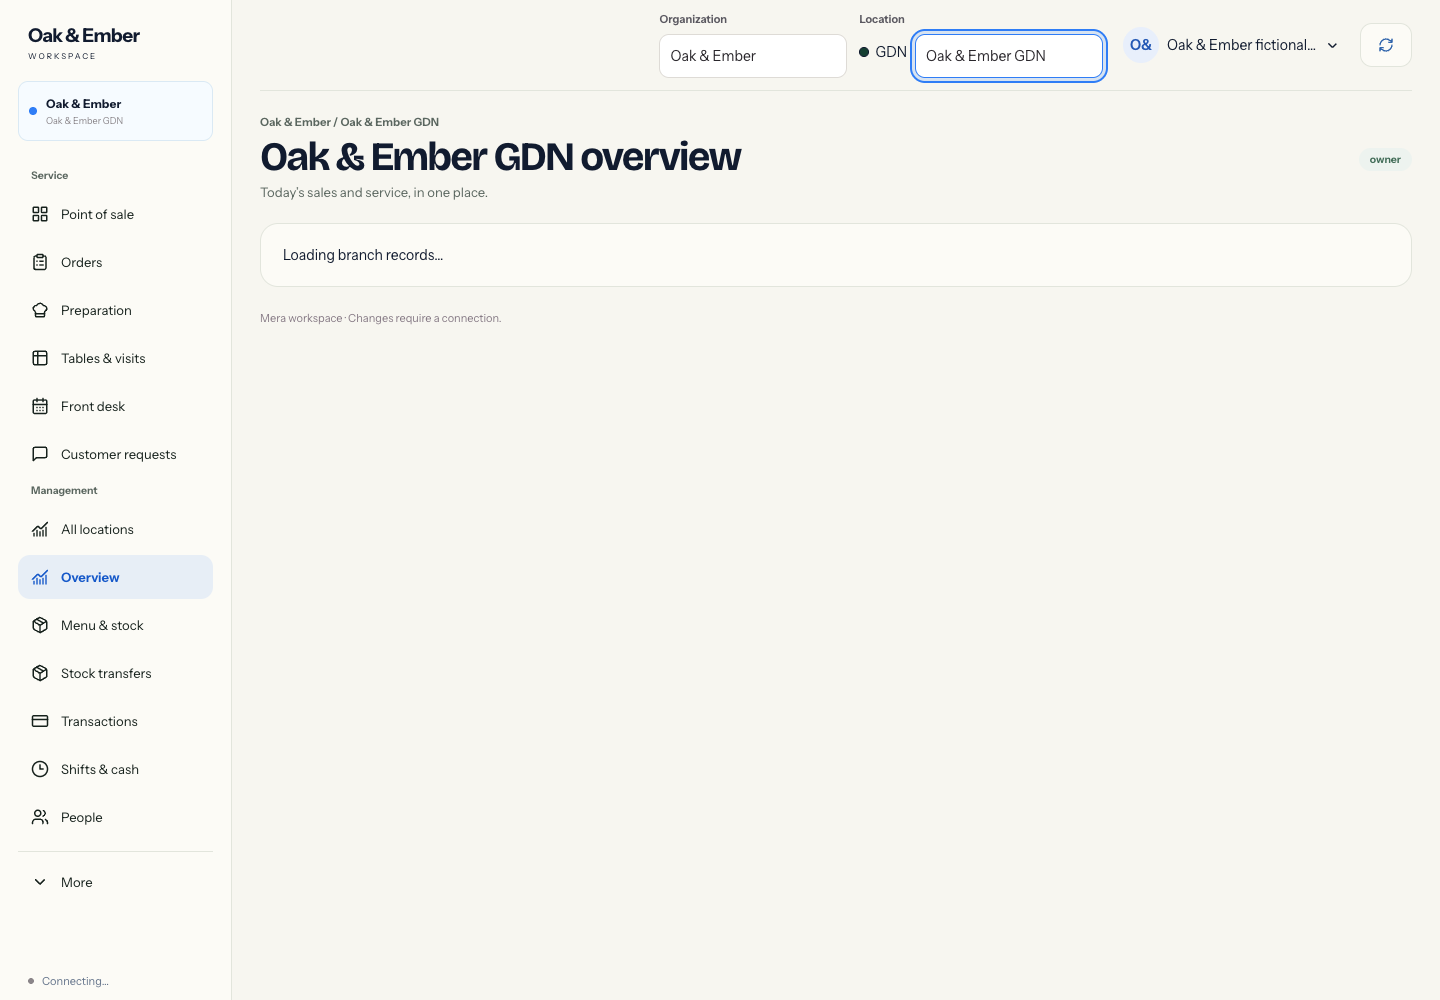 Oak & Ember
WORKSPACE
Oak & Ember
Oak & Ember GDN
Service
Point of sale
Orders
Preparation
Tables & visits
Front desk
Customer requests
Management
All locations
Overview
Menu & stock
Stock transfers
Transactions
Shifts & cash
People
More
Connecting…
Organization
Oak & Ember
Location
GDN
Oak & Ember GDN
O&
Oak & Ember fictional…
Oak & Ember / Oak & Ember GDN
Oak & Ember GDN overview
owner
Today's sales and service, in one place.
Loading branch records…
Mera workspace · Changes require a connection.